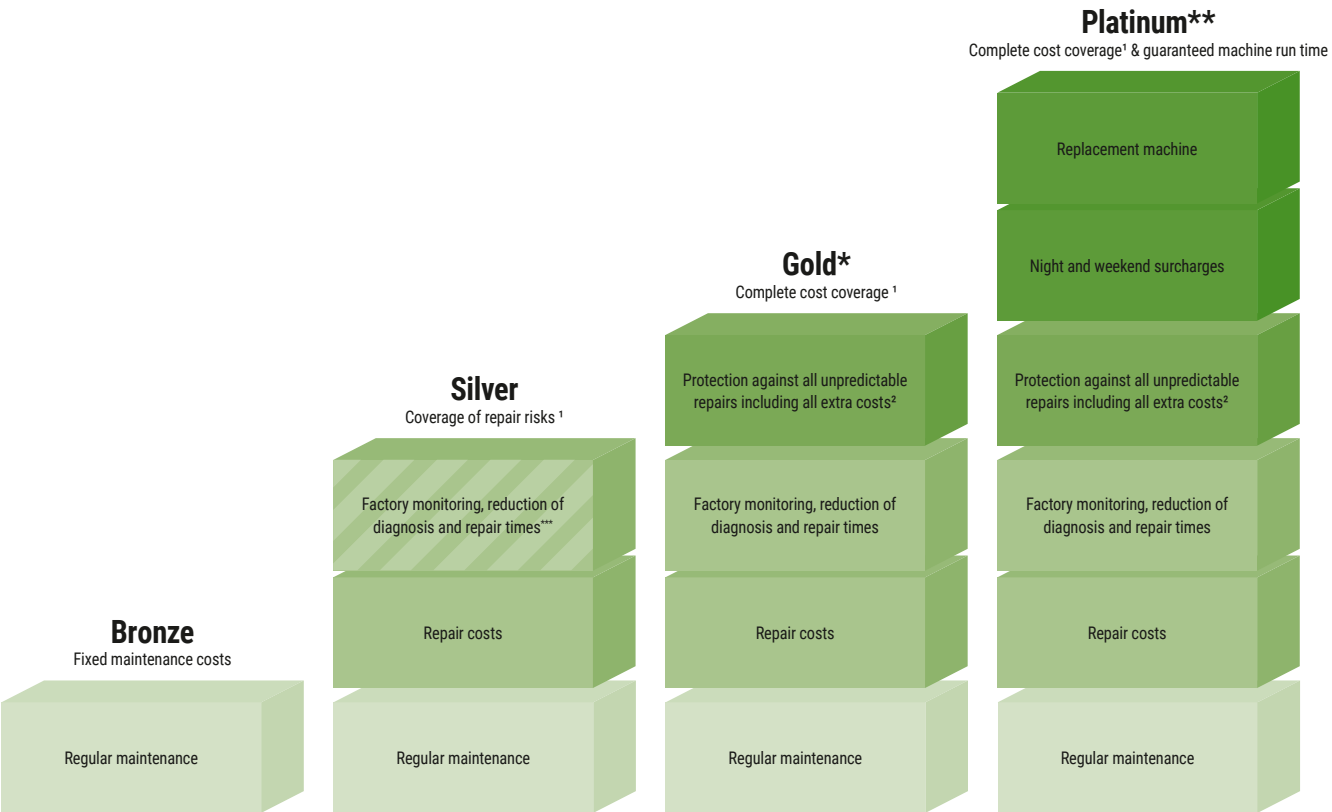 Platinum**
Complete cost coverage¹ & guaranteed machine run time
Replacement machine
Night and weekend surcharges
Protection against all unpredictable
repairs including all extra costs²
Factory monitoring, reduction of
diagnosis and repair times
Repair costs
Regular maintenance
Gold*
Complete cost coverage ¹
Protection against all unpredictable
repairs including all extra costs²
Factory monitoring, reduction of
diagnosis and repair times
Repair costs
Regular maintenance
Silver
Coverage of repair risks ¹
Factory monitoring, reduction of
diagnosis and repair times***
Repair costs
Regular maintenance
Bronze
Fixed maintenance costs
Regular maintenance